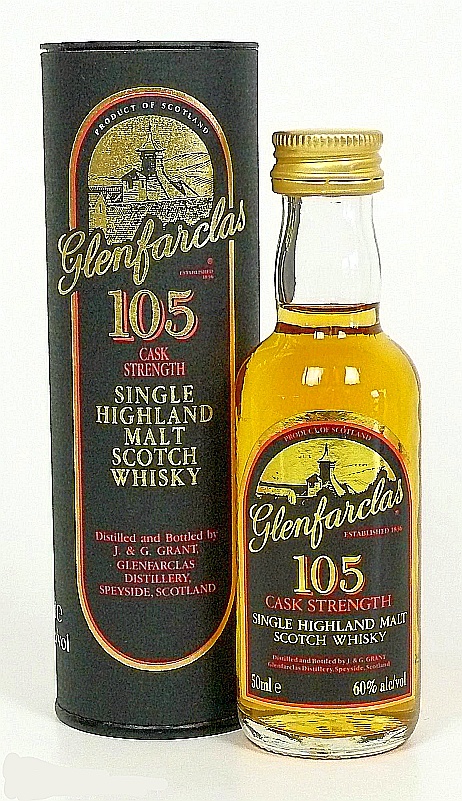 PRODUCT OF SCOTLAND
Glenfarclas
ESTABLISHED
1836
105
CASK
STRENGTH
SINGLE
HIGHLAND
MALT
SCOTCH
WHISKY
Distilled and Bottled by
J. & G. GRANT,
GLENFARCLAS
DISTILLERY,
SPEYSIDE, SCOTLAND
PRODUCT OF SCOTLAND
Glenfarclas
ESTABLISHED 1836
105
CASK STRENGTH
SINGLE HIGHLAND MALT
SCOTCH WHISKY
Distilled and Bottled by J. & G. GRANT
Glenfarclas Distillery, Speyside, Scotland
50ml e 60% alc/vol